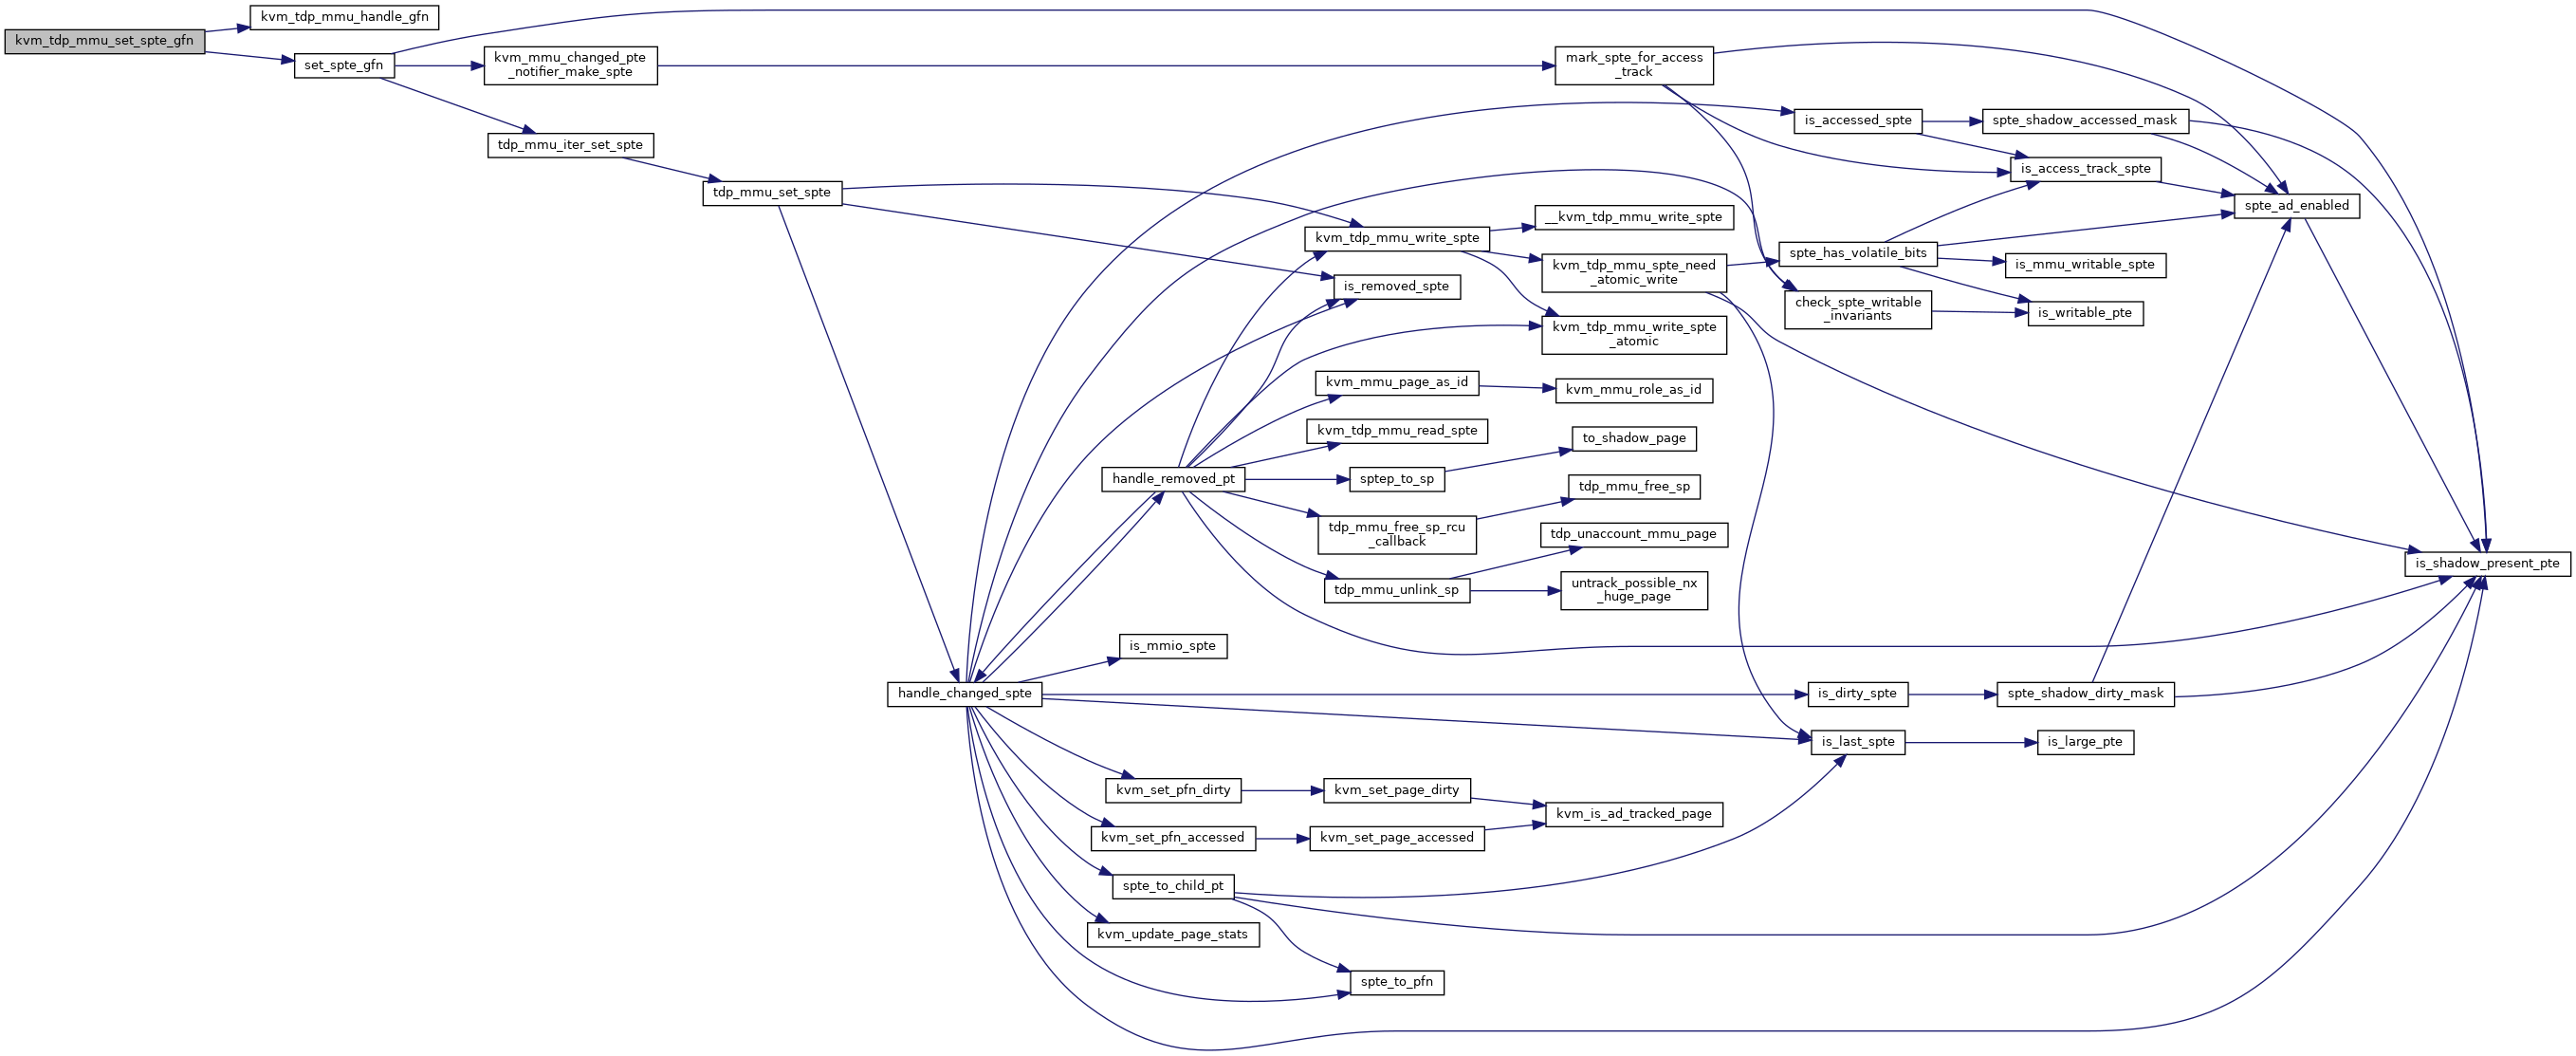 kvm_tdp_mmu_set_spte_gfn
kvm_tdp_mmu_handle_gfn
set_spte_gfn
kvm_mmu_changed_pte
_notifier_make_spte
tdp_mmu_iter_set_spte
tdp_mmu_set_spte
handle_changed_spte
handle_removed_pt
is_mmio_spte
kvm_set_pfn_dirty
kvm_set_pfn_accessed
spte_to_child_pt
kvm_update_page_stats
kvm_tdp_mmu_write_spte
is_removed_spte
kvm_mmu_page_as_id
kvm_tdp_mmu_read_spte
sptep_to_sp
tdp_mmu_free_sp_rcu
_callback
tdp_mmu_unlink_sp
kvm_set_page_dirty
kvm_set_page_accessed
spte_to_pfn
mark_spte_for_access
_track
__kvm_tdp_mmu_write_spte
kvm_tdp_mmu_spte_need
_atomic_write
kvm_tdp_mmu_write_spte
_atomic
kvm_mmu_role_as_id
to_shadow_page
tdp_mmu_free_sp
tdp_unaccount_mmu_page
untrack_possible_nx
_huge_page
kvm_is_ad_tracked_page
is_accessed_spte
spte_has_volatile_bits
check_spte_writable
_invariants
is_dirty_spte
is_last_spte
spte_shadow_accessed_mask
is_access_track_spte
is_mmu_writable_spte
is_writable_pte
spte_shadow_dirty_mask
is_large_pte
spte_ad_enabled
is_shadow_present_pte